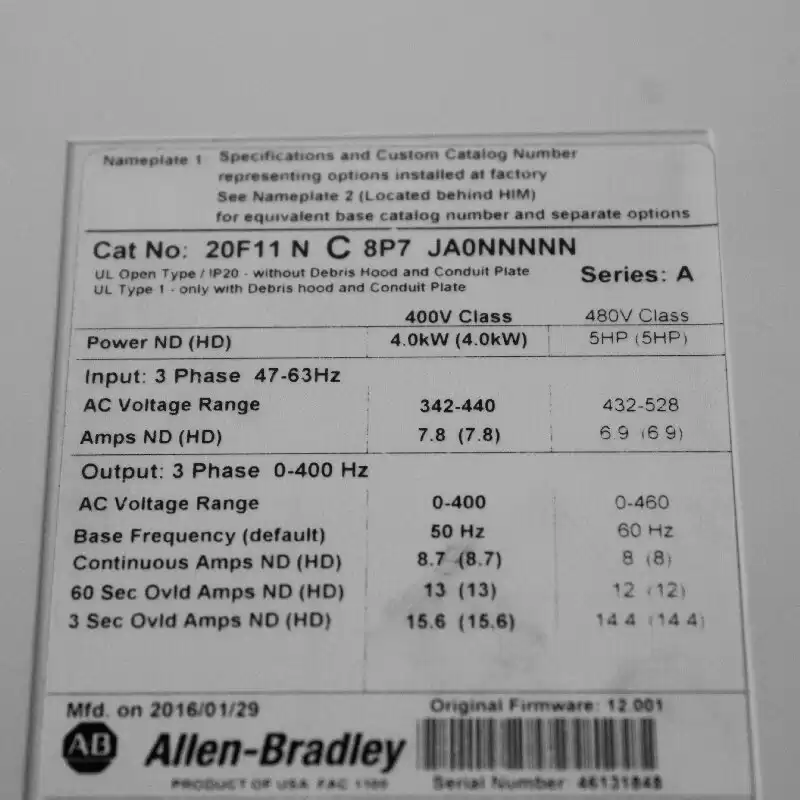 Nameplate 1 Specifications and Custom Catalog Number
representing options installed at factory
See Nameplate 2 (Located behind HIM)
for equivalent base catalog number and separate options
Cat No: 20F11 N C 8P7 JA0NNNNN
UL Open Type / IP20 - without Debris Hood and Conduit Plate
UL Type 1 - only with Debris hood and Conduit Plate
Series: A
400V Class 480V Class
Power ND (HD) 4.0kW (4.0kW) 5HP (5HP)
Input: 3 Phase 47-63Hz
AC Voltage Range 342-440 432-528
Amps ND (HD) 7.8 (7.8) 6.9 (6.9)
Output: 3 Phase 0-400 Hz
AC Voltage Range 0-400 0-460
Base Frequency (default) 50 Hz 60 Hz
Continuous Amps ND (HD) 8.7 (8.7) 8 (8)
60 Sec Ovld Amps ND (HD) 13 (13) 12 (12)
3 Sec Ovld Amps ND (HD) 15.6 (15.6) 14.4 (14.4)
Mfd. on 2016/01/29 Original Firmware: 12.001
AB Allen-Bradley
PRODUCT OF USA FAC Serial Number 46131848